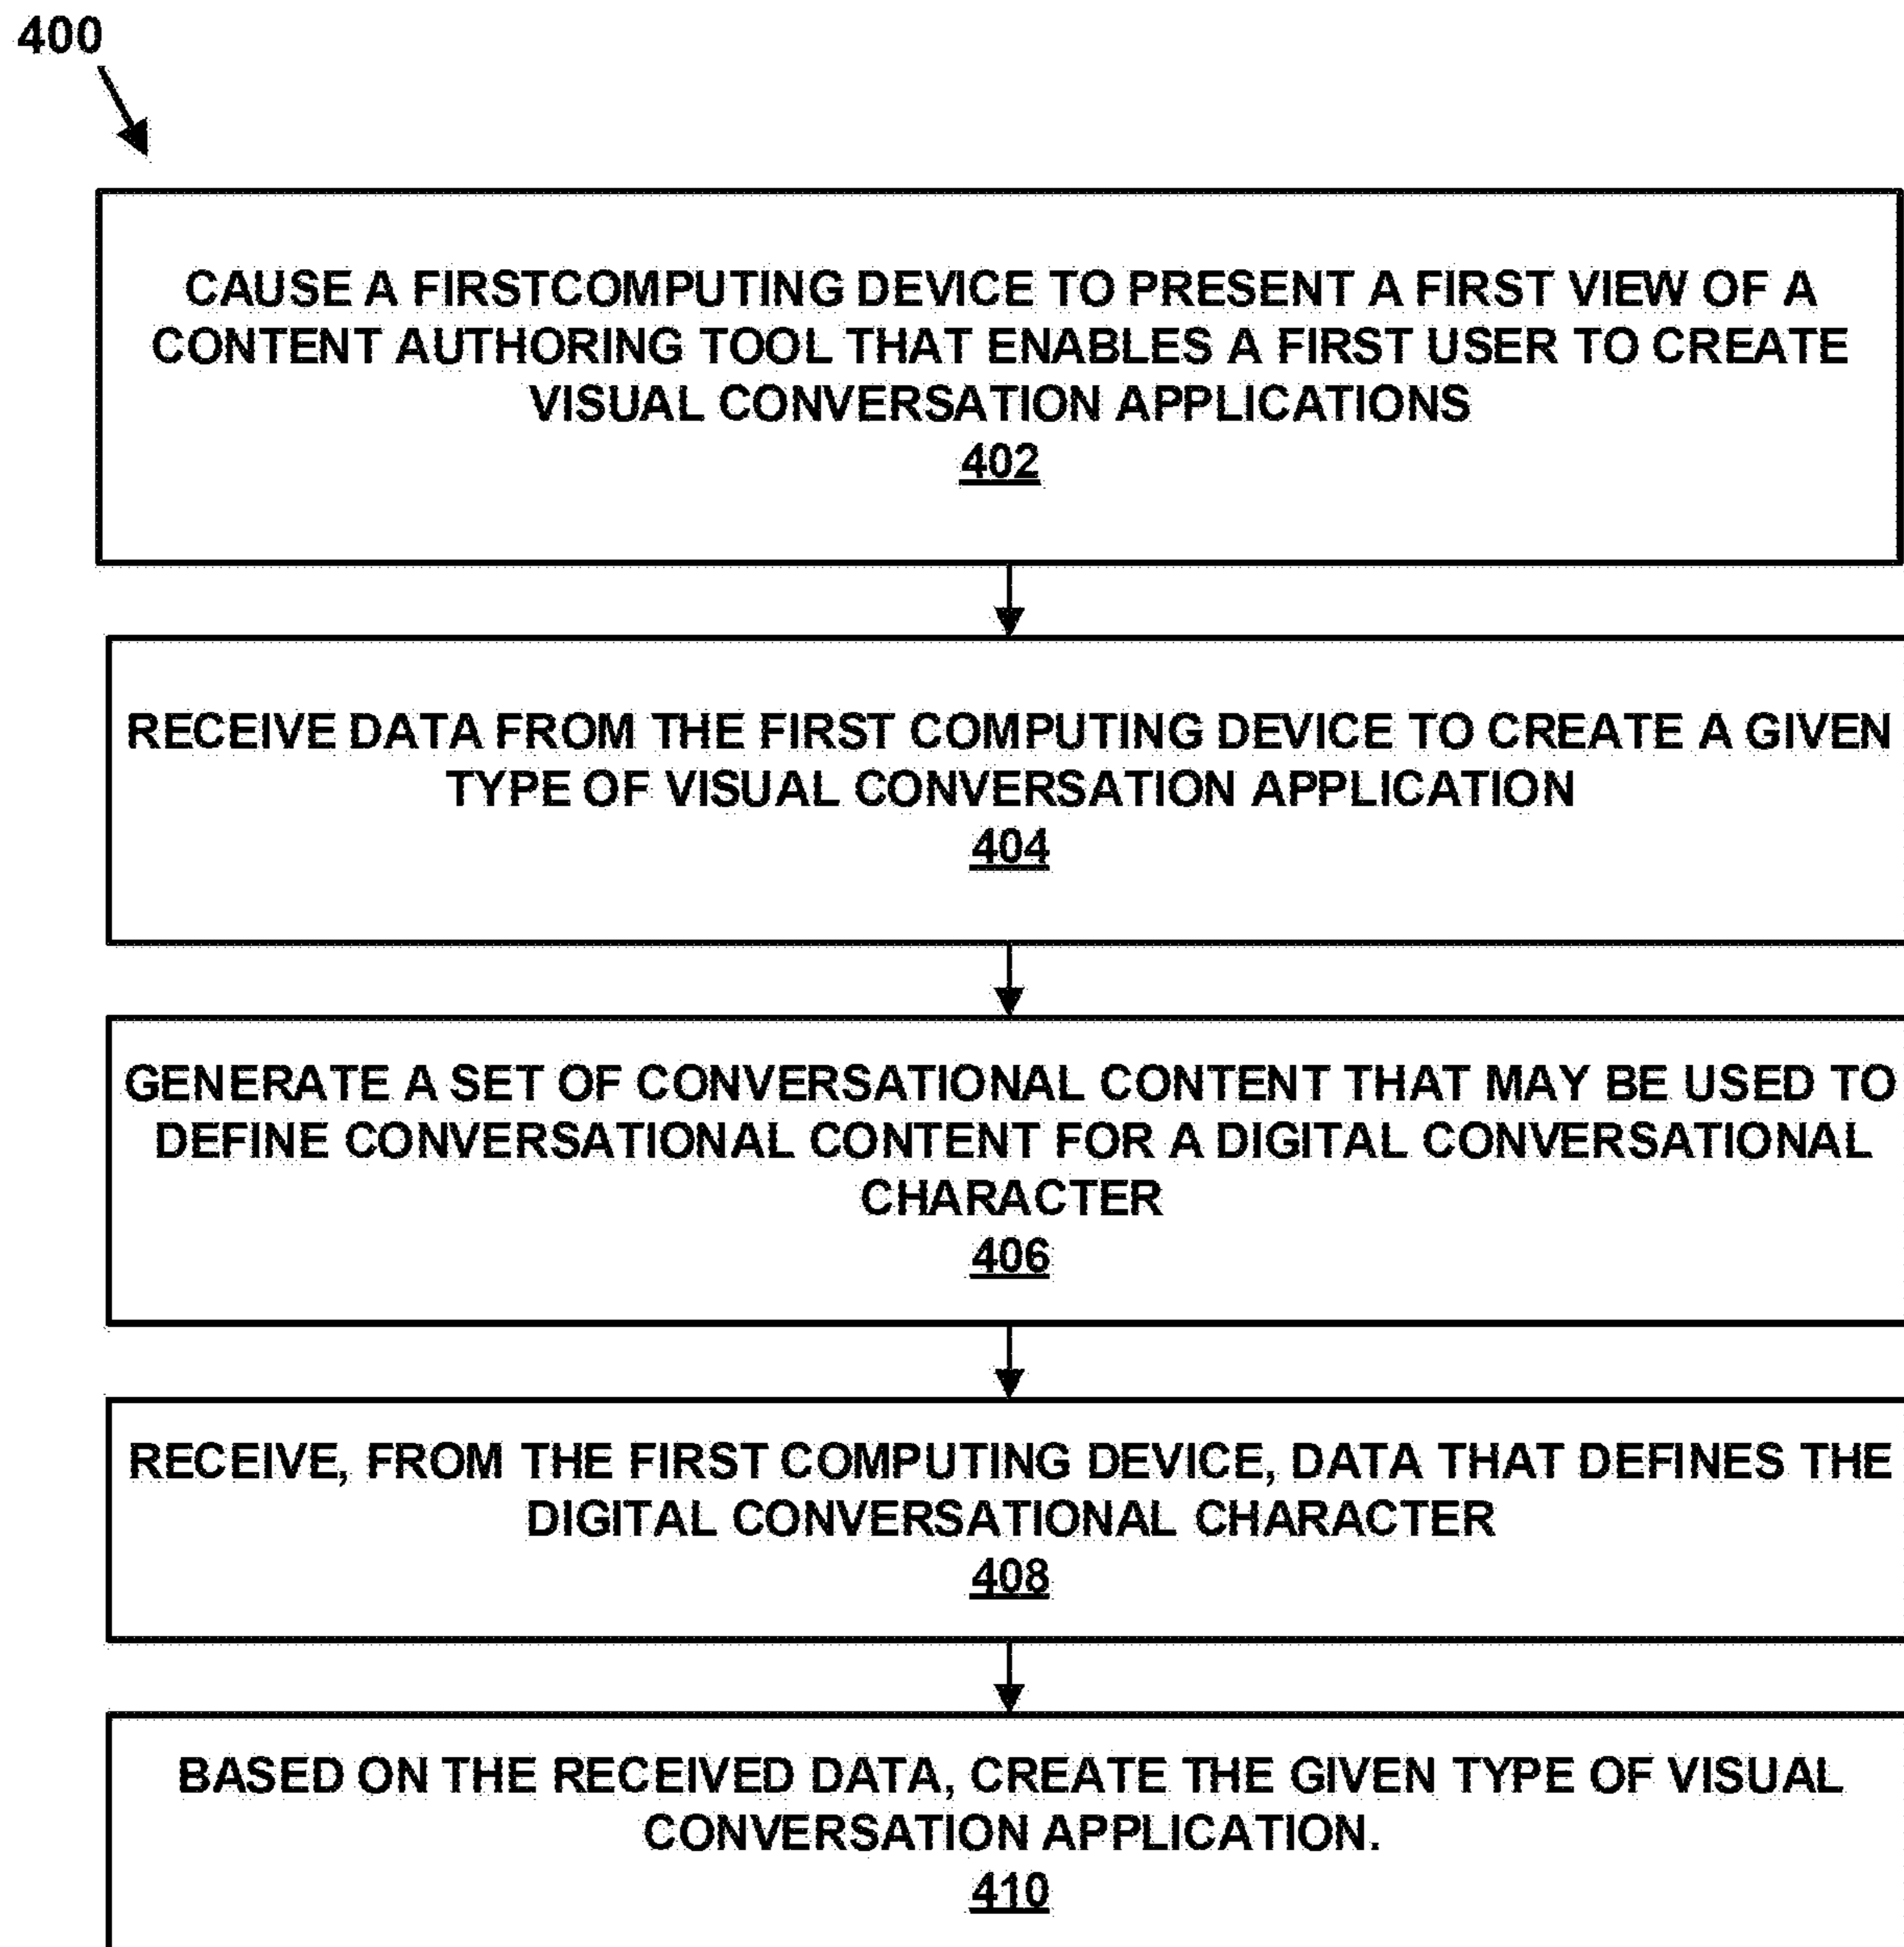 400
CAUSE A FIRSTCOMPUTING DEVICE TO PRESENT A FIRST VIEW OF A
CONTENT AUTHORING TOOL THAT ENABLES A FIRST USER TO CREATE
VISUAL CONVERSATION APPLICATIONS
402
RECEIVE DATA FROM THE FIRST COMPUTING DEVICE TO CREATE A GIVEN
TYPE OF VISUAL CONVERSATION APPLICATION
404
GENERATE A SET OF CONVERSATIONAL CONTENT THAT MAY BE USED TO
DEFINE CONVERSATIONAL CONTENT FOR A DIGITAL CONVERSATIONAL
CHARACTER
406
RECEIVE, FROM THE FIRST COMPUTING DEVICE, DATA THAT DEFINES THE
DIGITAL CONVERSATIONAL CHARACTER
408
BASED ON THE RECEIVED DATA, CREATE THE GIVEN TYPE OF VISUAL
CONVERSATION APPLICATION.
410